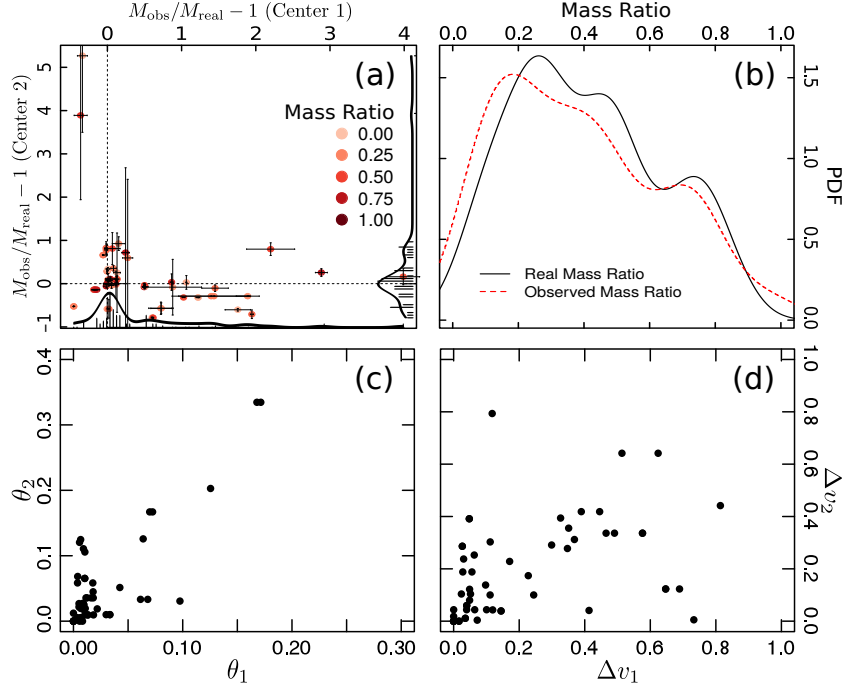 M_obs/M_real − 1 (Center 1)
0 1 2 3 4
Mass Ratio
0.0 0.2 0.4 0.6 0.8 1.0
(a)
(b)
M_obs/M_real − 1 (Center 2)
−1 0 1 2 3 4 5
Mass Ratio
0.00
0.25
0.50
0.75
1.00
Real Mass Ratio
Observed Mass Ratio
PDF
0.0 0.5 1.0 1.5
(c)
(d)
θ_2
0.0 0.1 0.2 0.3 0.4
Δv_2
0.0 0.2 0.4 0.6 0.8 1.0
0.00 0.10 0.20 0.30
θ_1
0.0 0.2 0.4 0.6 0.8 1.0
Δv_1